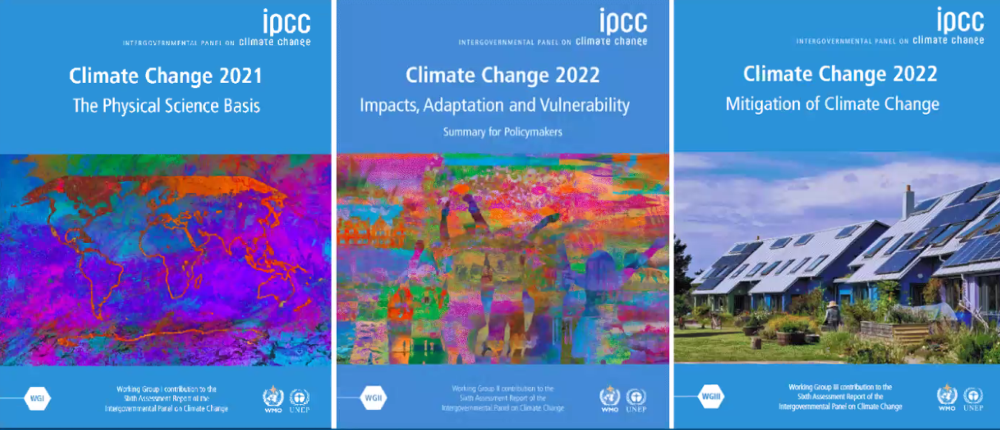 ipcc
INTERGOVERNMENTAL PANEL ON climate change
Climate Change 2021
The Physical Science Basis
WGI
Working Group I contribution to the
Sixth Assessment Report of the
Intergovernmental Panel on Climate Change
WMO
UNEP
ipcc
INTERGOVERNMENTAL PANEL ON climate change
Climate Change 2022
Impacts, Adaptation and Vulnerability
Summary for Policymakers
WGII
Working Group II contribution to the
Sixth Assessment Report of the
Intergovernmental Panel on Climate Change
WMO
UNEP
ipcc
INTERGOVERNMENTAL PANEL ON climate change
Climate Change 2022
Mitigation of Climate Change
WGIII
Working Group III contribution to the
Sixth Assessment Report of the
Intergovernmental Panel on Climate Change
WMO
UNEP